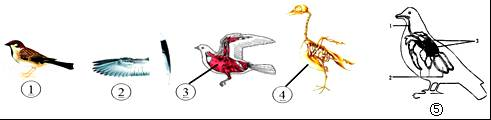 1
3
2
① ② ③ ④ ⑤